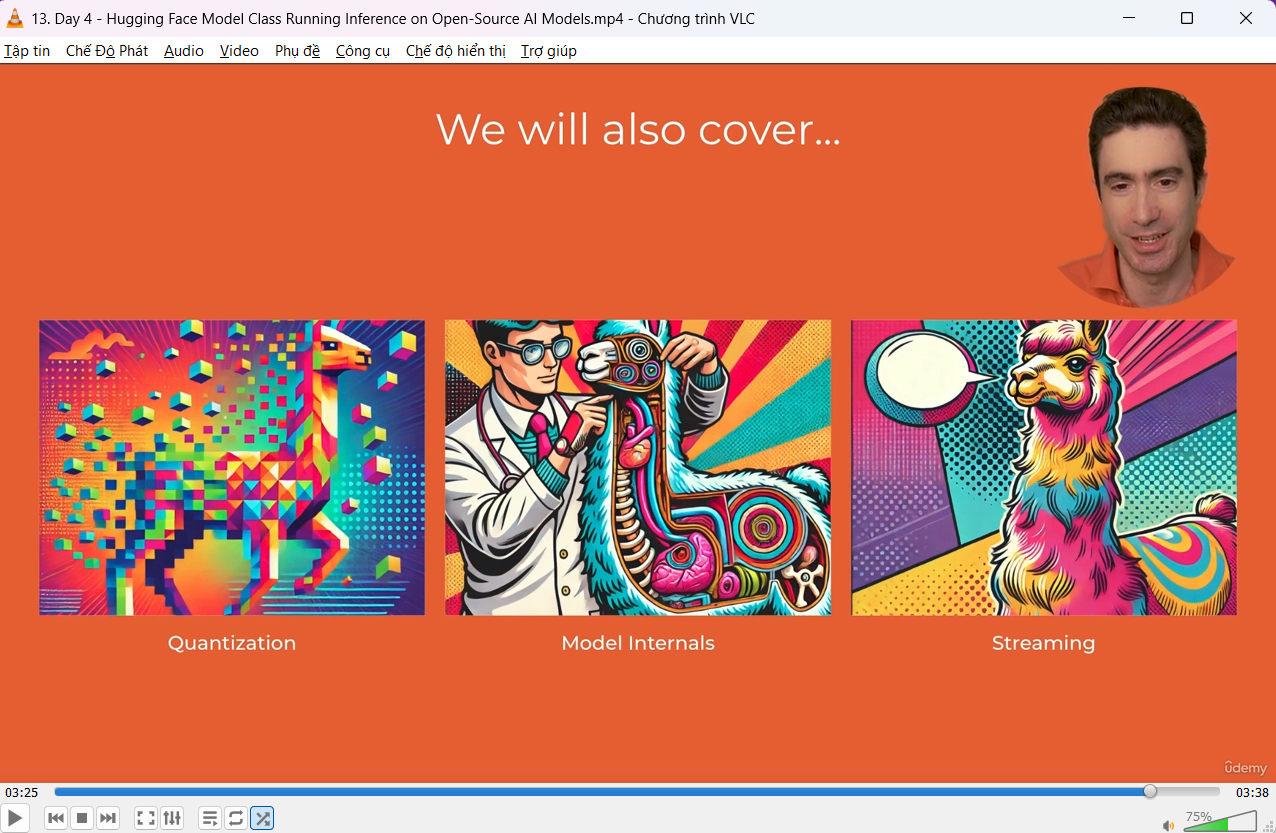 13. Day 4 - Hugging Face Model Class Running Inference on Open-Source AI Models.mp4 - Chương trình VLC
Tập tin Chế Độ Phát Audio Video Phụ đề Công cụ Chế độ hiển thị Trợ giúp
We will also cover...
Quantization Model Internals Streaming
ûdemy
03:25 03:38
75%